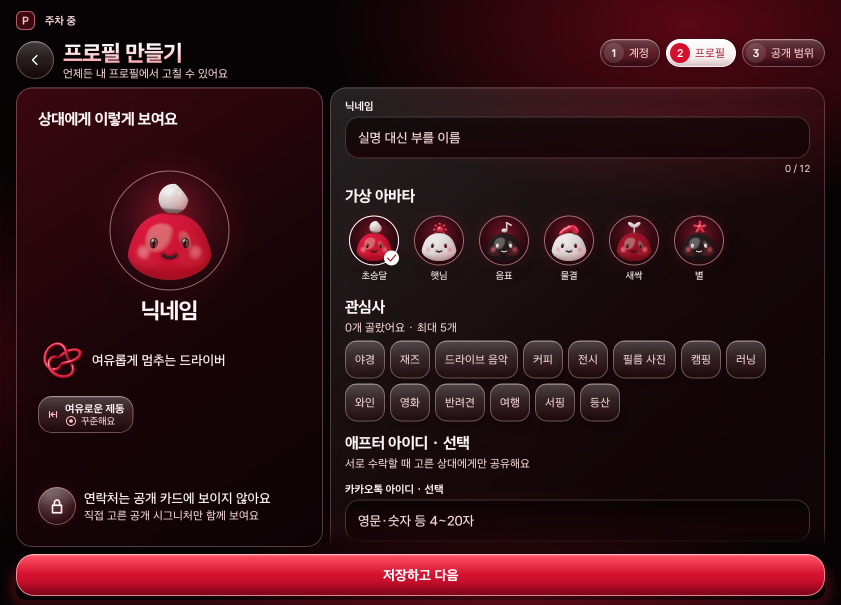 P 주차 중
프로필 만들기
언제든 내 프로필에서 고칠 수 있어요
1 계정 2 프로필 3 공개 범위
상대에게 이렇게 보여요
닉네임
여유롭게 멈추는 드라이버
여유로운 제동
꾸준해요
연락처는 공개 카드에 보이지 않아요
직접 고른 공개 시그니처만 함께 보여요
닉네임
실명 대신 부를 이름
0 / 12
가상 아바타
초승달 햇님 음표 물결 새싹 별
관심사
0개 골랐어요 · 최대 5개
야경 재즈 드라이브 음악 커피 전시 필름 사진 캠핑 러닝
와인 영화 반려견 여행 서핑 등산
애프터 아이디 · 선택
서로 수락할 때 고른 상대에게만 공유해요
카카오톡 아이디 · 선택
영문·숫자 등 4~20자
저장하고 다음